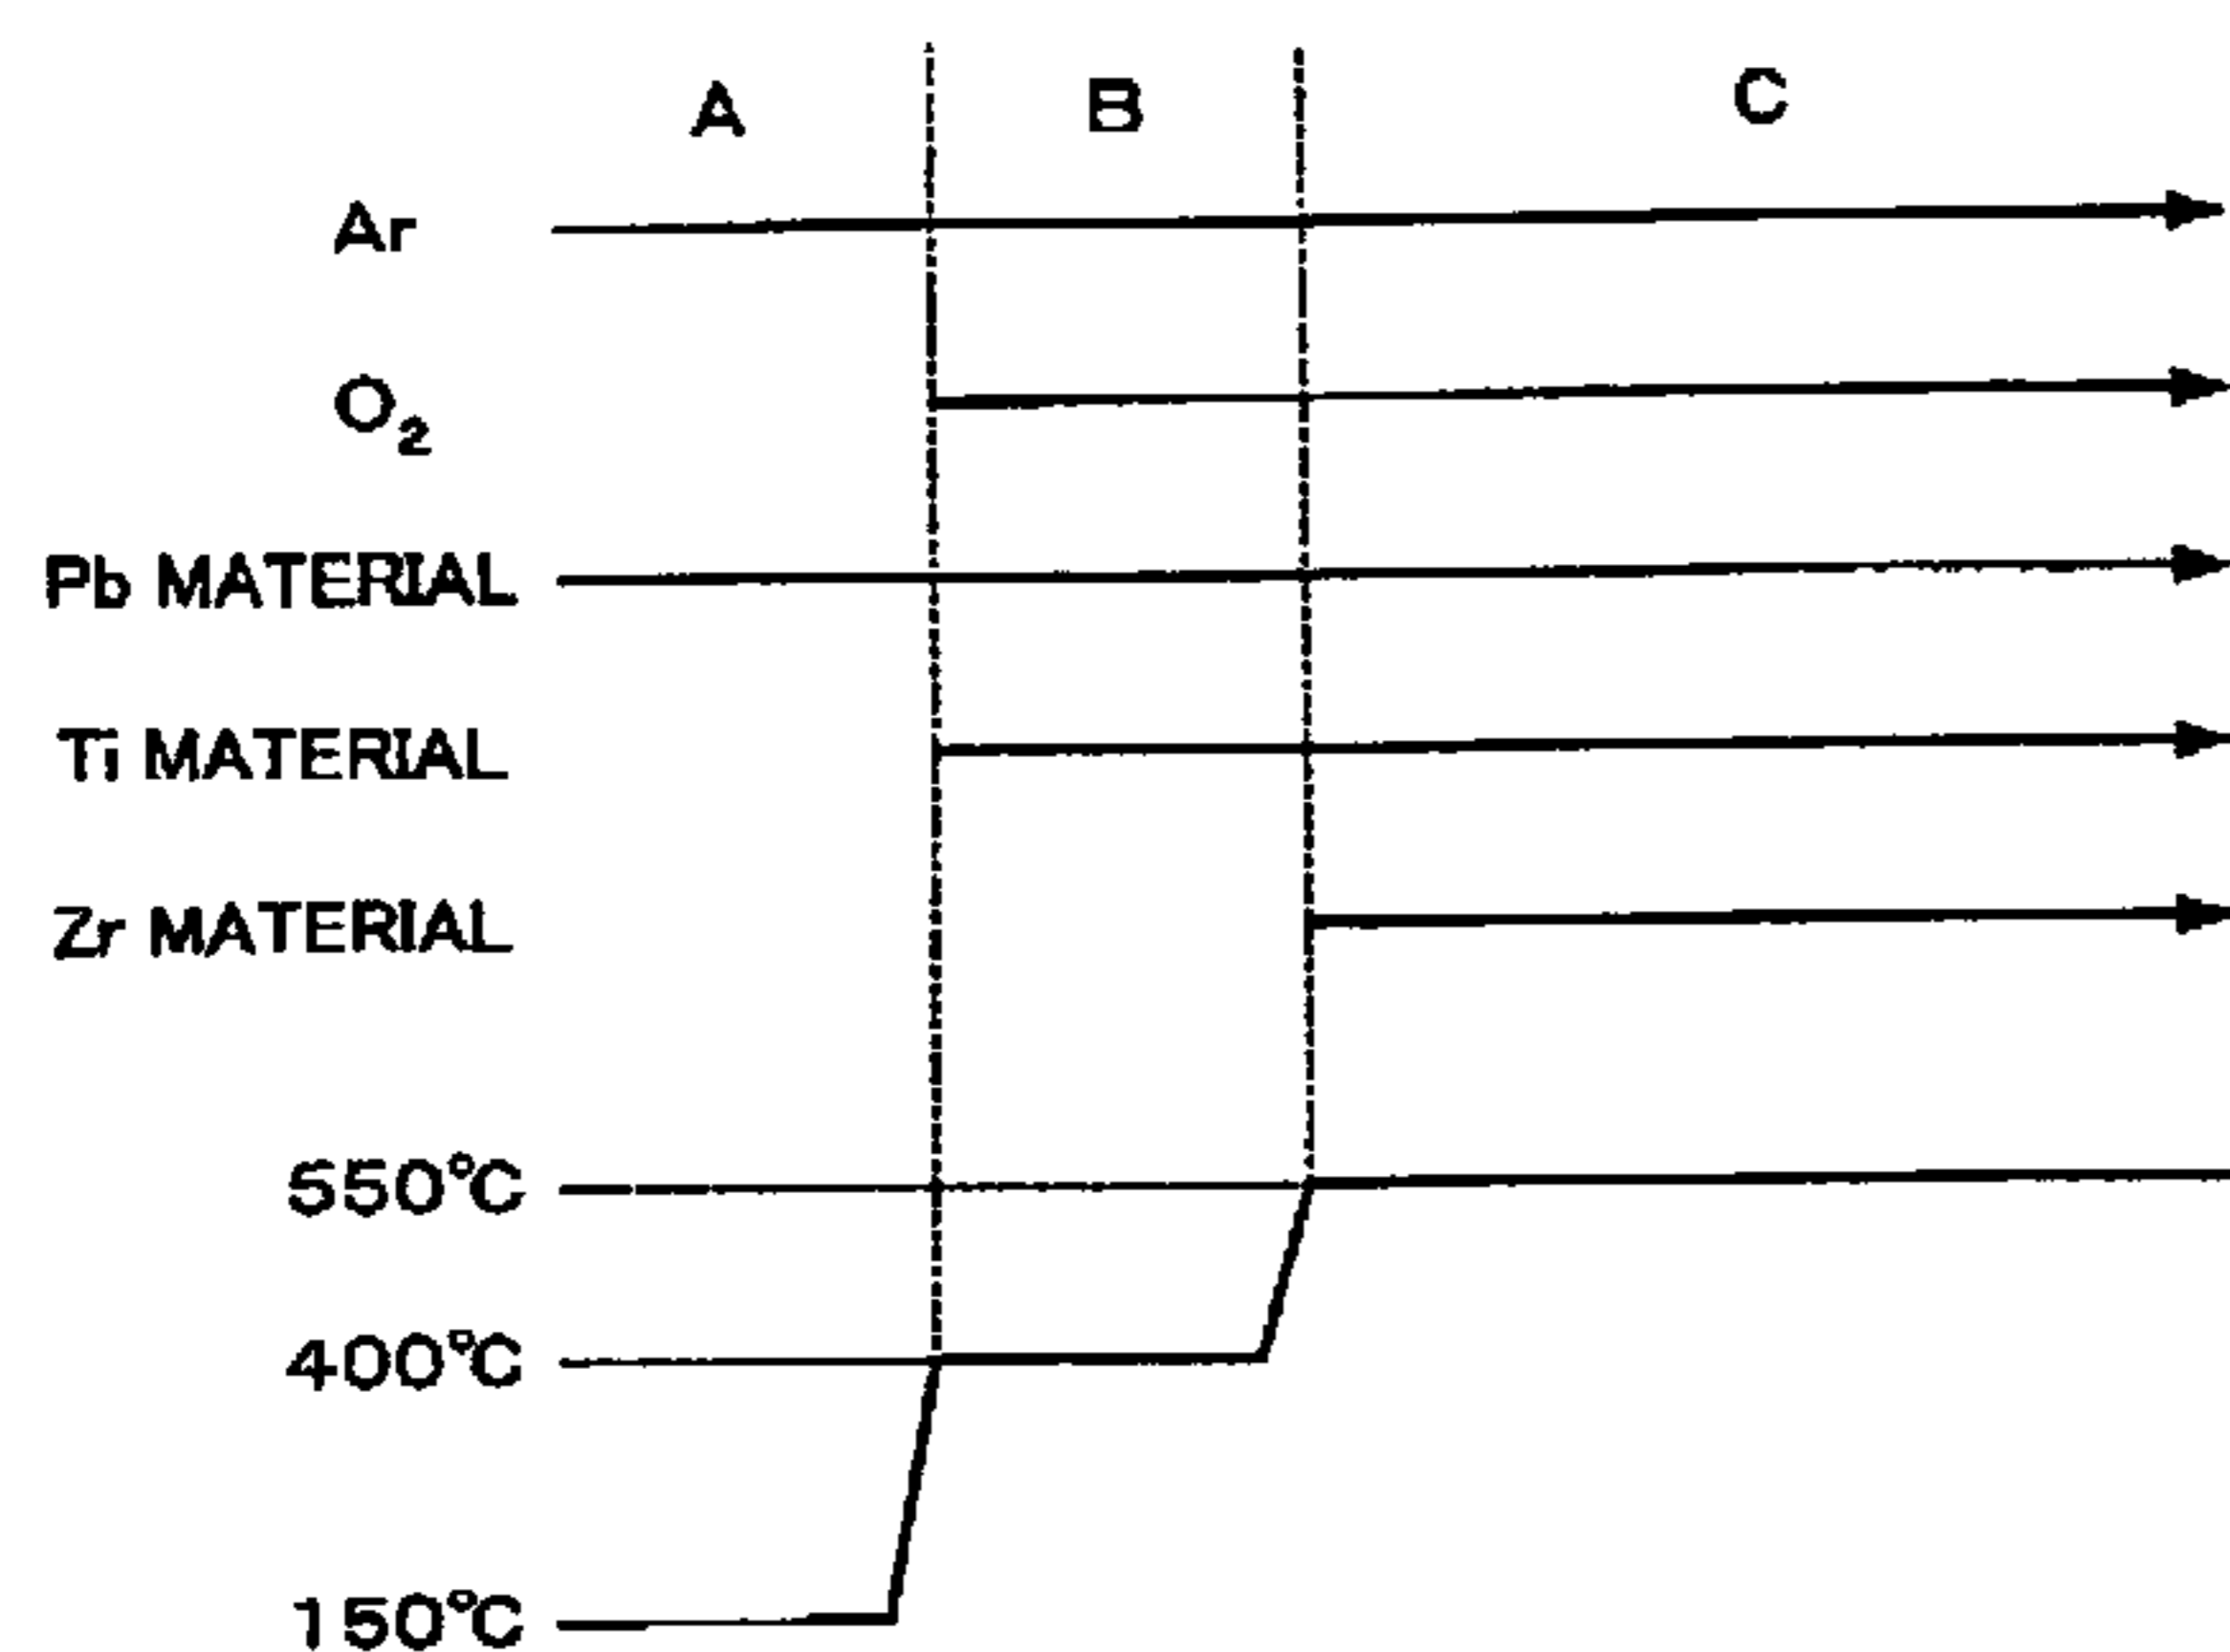 A B C
Ar
O₂
Pb MATERIAL
Ti MATERIAL
Zr MATERIAL
550°C
400°C
150°C